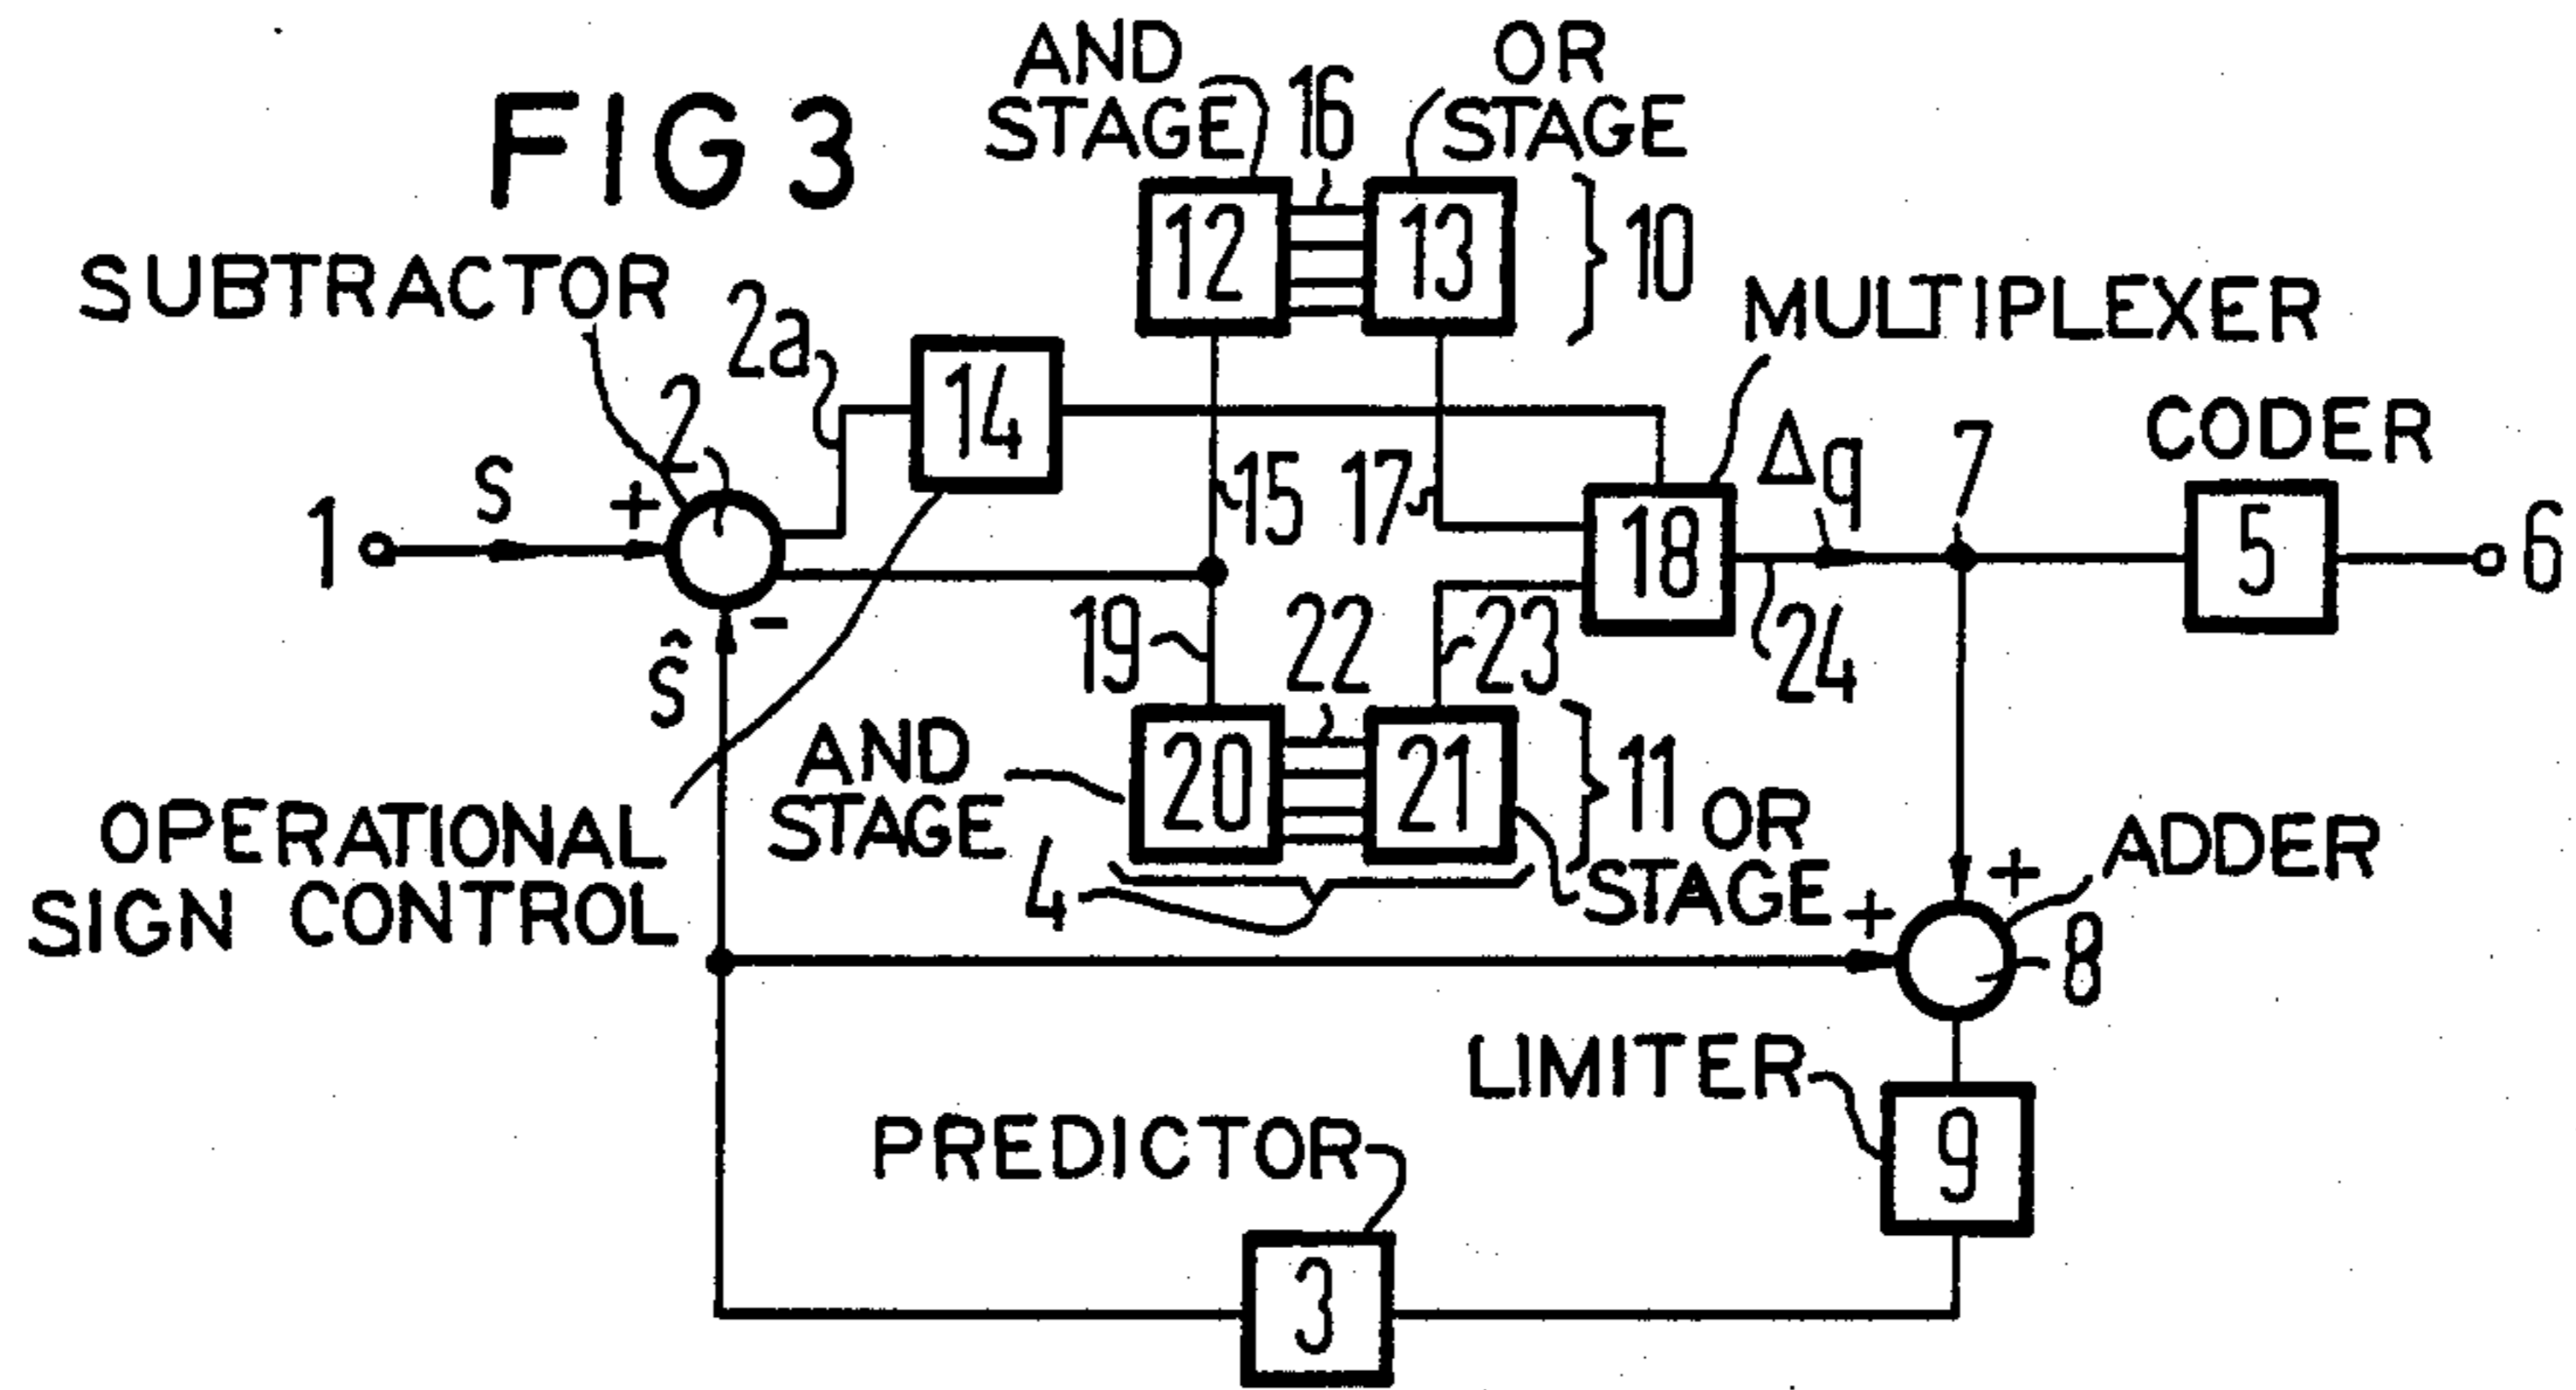 FIG 3
AND
STAGE
16
OR
STAGE
12
13
10
SUBTRACTOR
2a
2
14
MULTIPLEXER
CODER
1
S
+
15
17
18
Δq
7
5
6
-
ŝ
19
22
23
24
AND
STAGE
20
21
11
OR
STAGE
4
OPERATIONAL
SIGN CONTROL
+
+
ADDER
8
LIMITER
9
PREDICTOR
3